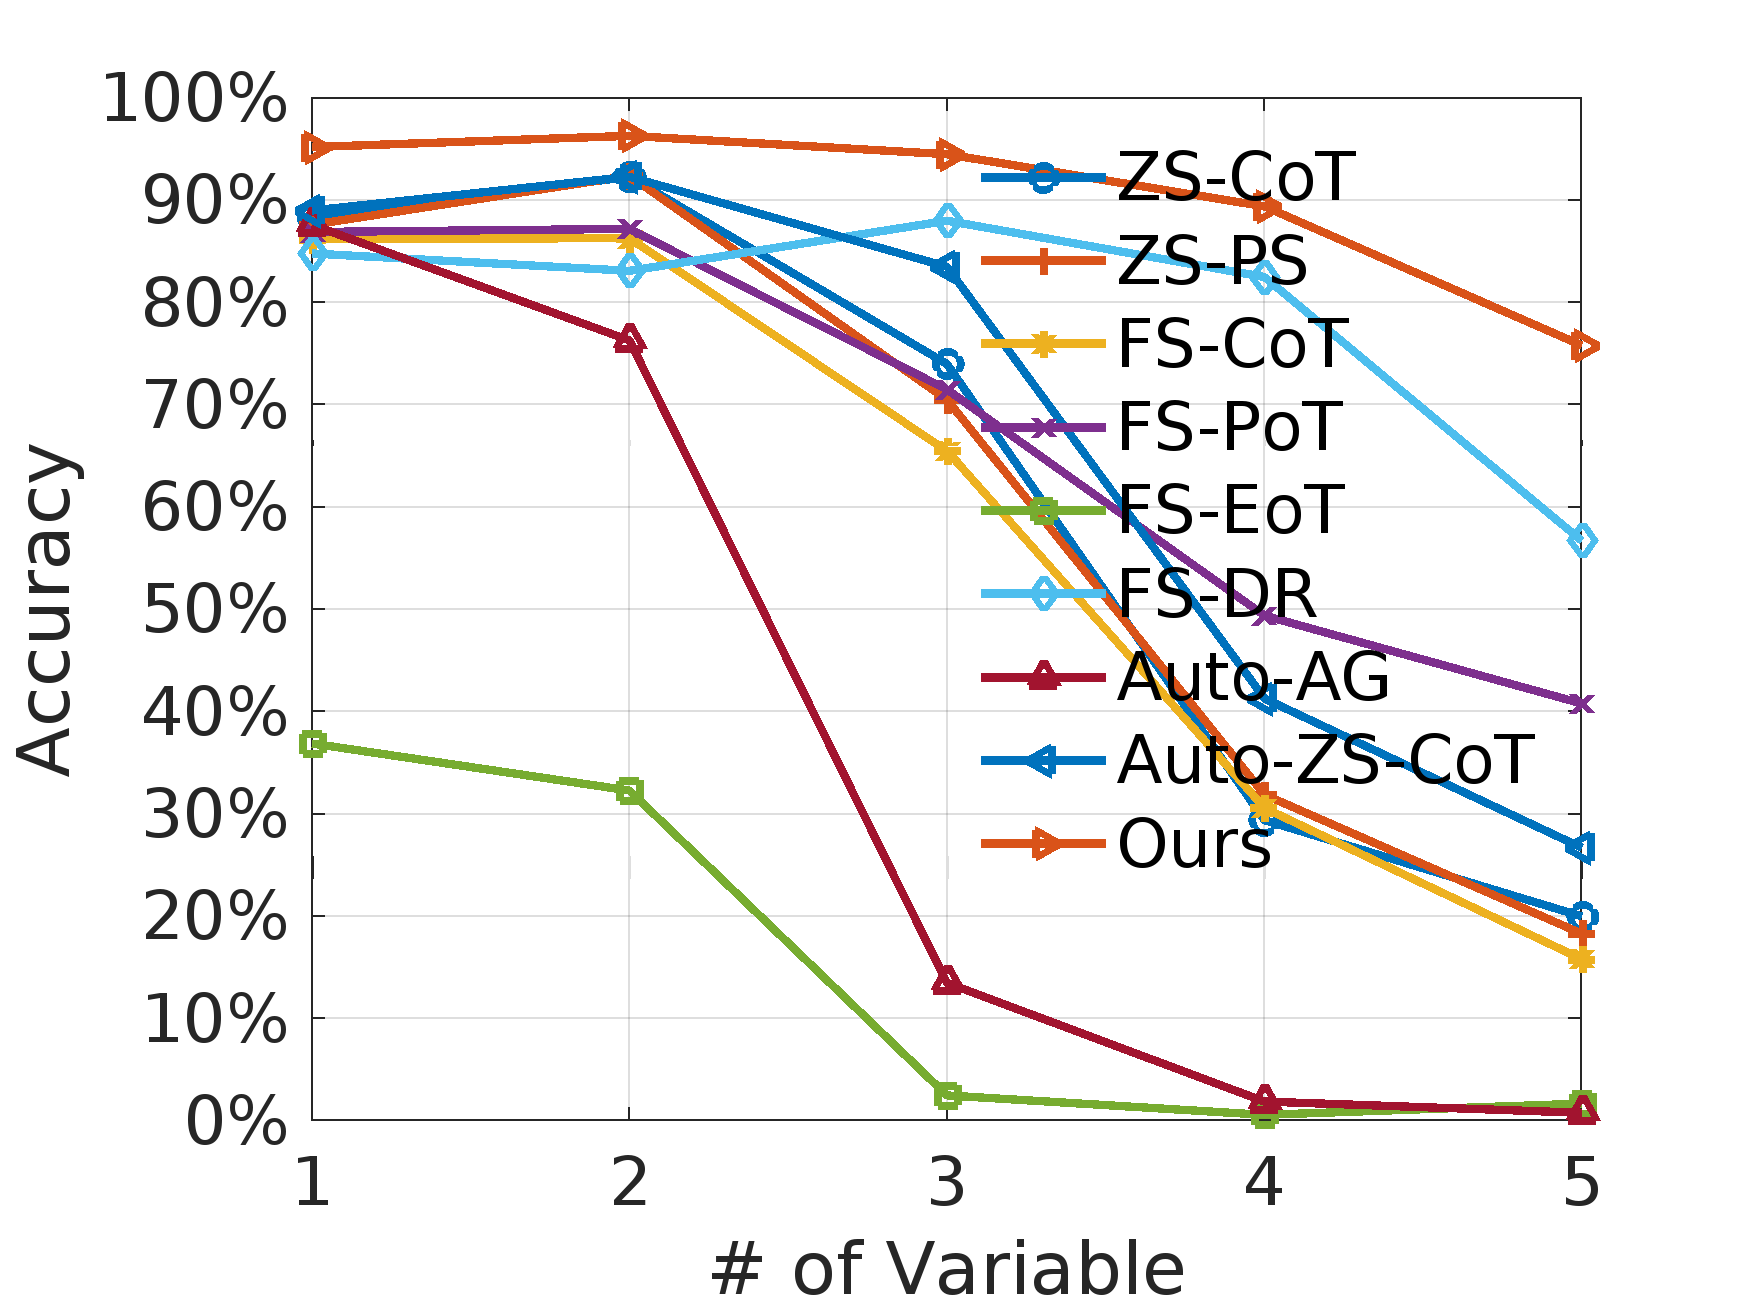 100%
90%
80%
70%
60%
50%
40%
30%
20%
10%
0%
Accuracy
ZS-CoT
ZS-PS
FS-CoT
FS-PoT
FS-EoT
FS-DR
Auto-AG
Auto-ZS-CoT
Ours
1 2 3 4 5
# of Variable